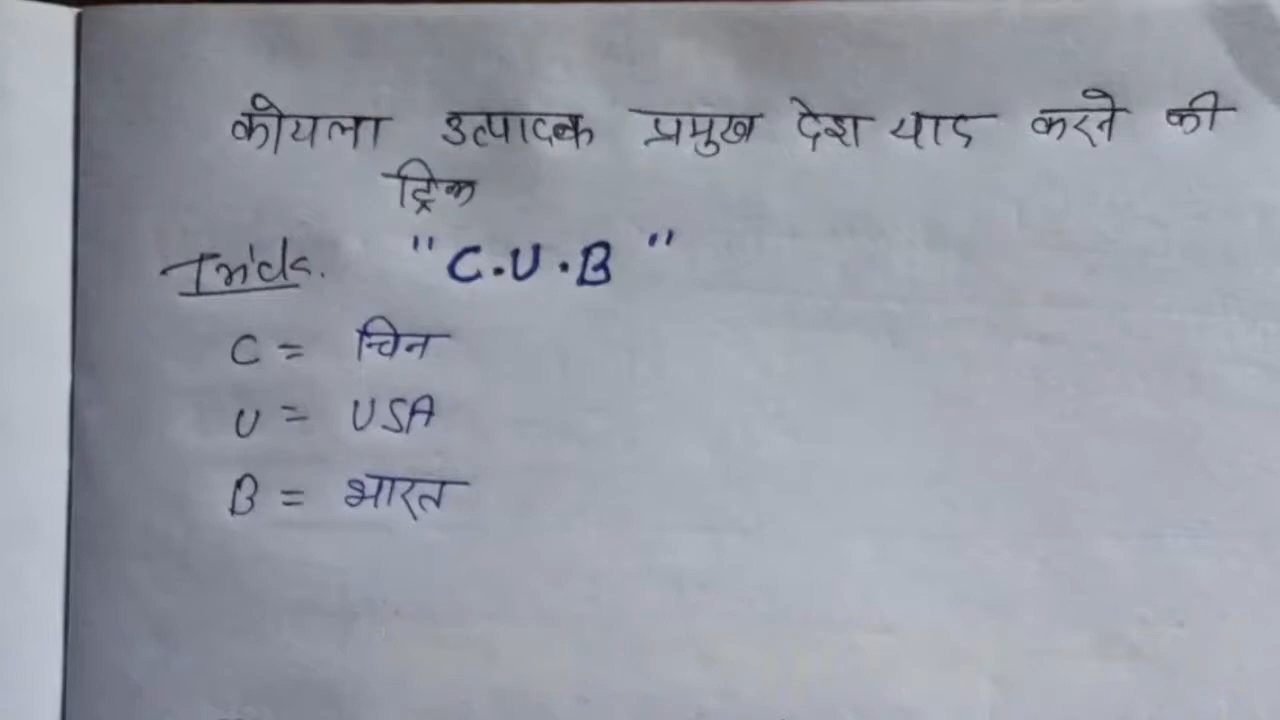 कोयला उत्पादक प्रमुख देश याद करने की
ट्रिक
Trick. "C.U.B"
C = चिन
U = USA
B = भारत